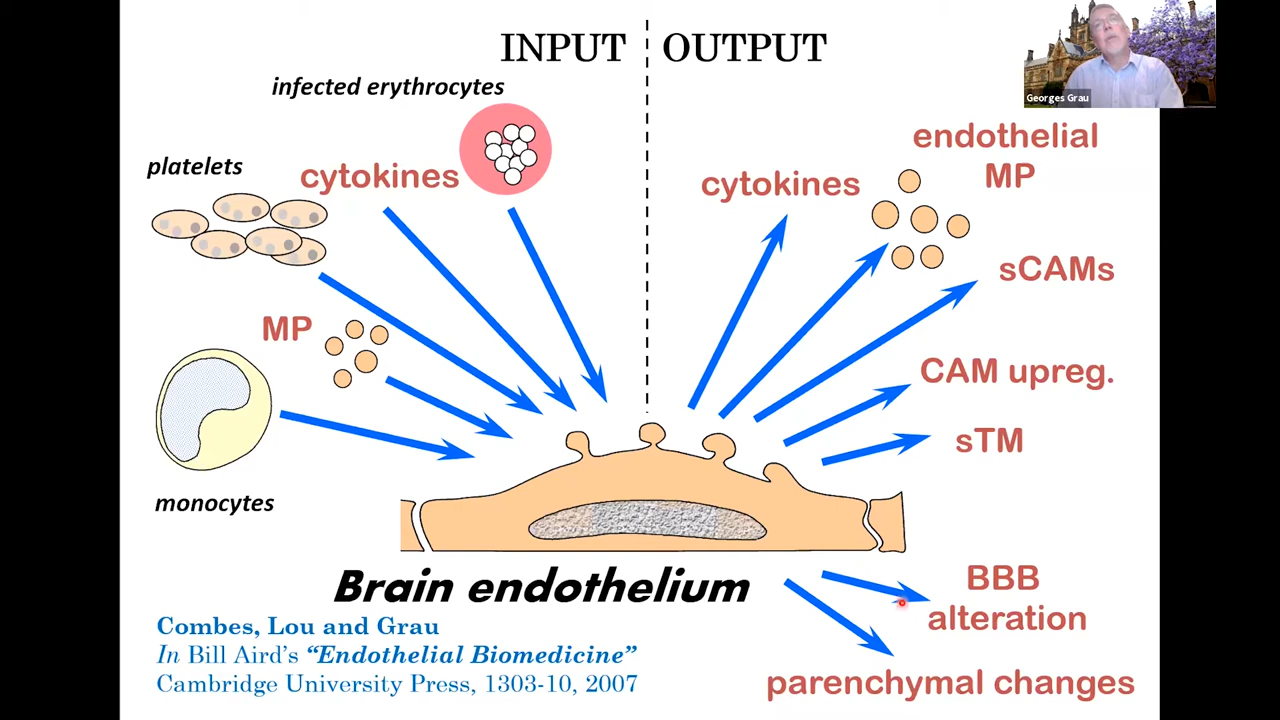 INPUT OUTPUT
Georges Grau
infected erythrocytes
platelets
cytokines
MP
monocytes
cytokines
endothelial
MP
sCAMs
CAM upreg.
sTM
Brain endothelium
BBB
alteration
parenchymal changes
Combes, Lou and Grau
In Bill Aird's “Endothelial Biomedicine”
Cambridge University Press, 1303-10, 2007